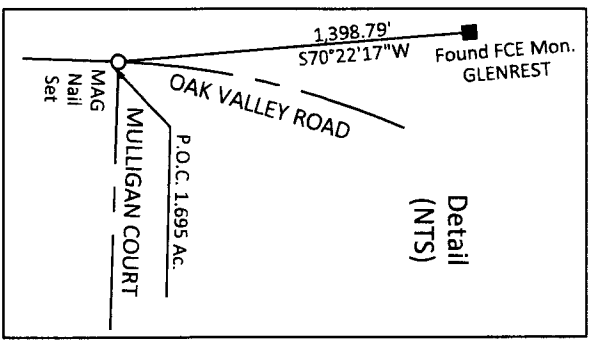 1,398.79'
S70°22'17"W
Found FCE Mon.
GLENREST
OAK VALLEY ROAD
MAG
Nail
Set
MULLIGAN COURT
P.O.C. 1.695 Ac.
Detail
(NTS)